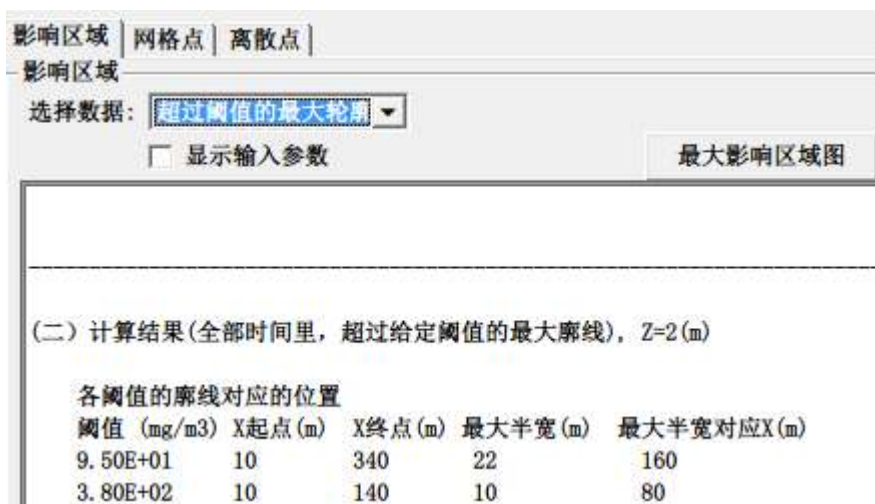 影响区域 网格点 离散点
影响区域
选择数据: 超过阈值的最大轮廓
显示输入参数 最大影响区域图
(二) 计算结果(全部时间里, 超过给定阈值的最大廓线), Z=2(m)
各阈值的廓线对应的位置
阈值 (mg/m3) X起点(m) X终点(m) 最大半宽(m) 最大半宽对应X(m)
9.50E+01 10 340 22 160
3.80E+02 10 140 10 80